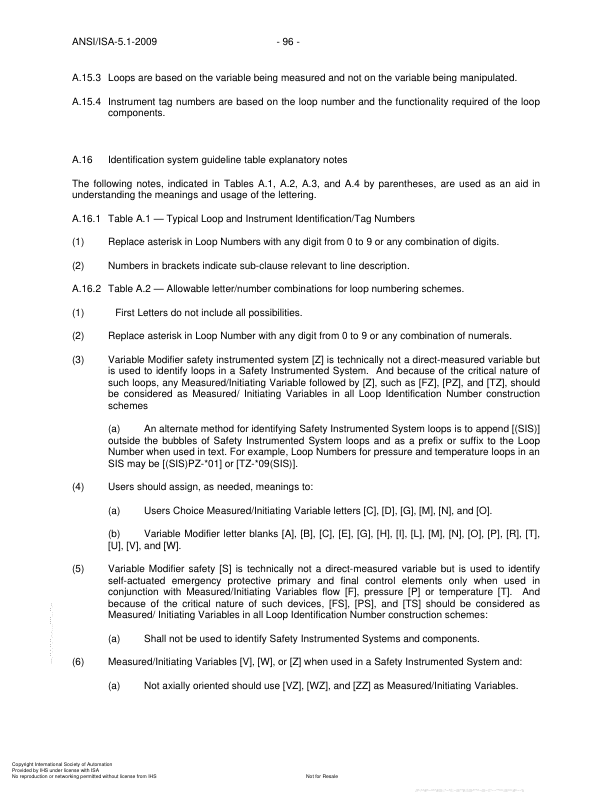 ANSI/ISA-5.1-2009 - 96 -
A.15.3 Loops are based on the variable being measured and not on the variable being manipulated.
A.15.4 Instrument tag numbers are based on the loop number and the functionality required of the loop
components.
A.16 Identification system guideline table explanatory notes
The following notes, indicated in Tables A.1, A.2, A.3, and A.4 by parentheses, are used as an aid in
understanding the meanings and usage of the lettering.
A.16.1 Table A.1 — Typical Loop and Instrument Identification/Tag Numbers
(1) Replace asterisk in Loop Numbers with any digit from 0 to 9 or any combination of digits.
(2) Numbers in brackets indicate sub-clause relevant to line description.
A.16.2 Table A.2 — Allowable letter/number combinations for loop numbering schemes.
(1) First Letters do not include all possibilities.
(2) Replace asterisk in Loop Number with any digit from 0 to 9 or any combination of numerals.
(3) Variable Modifier safety instrumented system [Z] is technically not a direct-measured variable but
is used to identify loops in a Safety Instrumented System. And because of the critical nature of
such loops, any Measured/Initiating Variable followed by [Z], such as [FZ], [PZ], and [TZ], should
be considered as Measured/ Initiating Variables in all Loop Identification Number construction
schemes
(a) An alternate method for identifying Safety Instrumented System loops is to append [(SIS)]
outside the bubbles of Safety Instrumented System loops and as a prefix or suffix to the Loop
Number when used in text. For example, Loop Numbers for pressure and temperature loops in an
SIS may be [(SIS)PZ-*01] or [TZ-*09(SIS)].
(4) Users should assign, as needed, meanings to:
(a) Users Choice Measured/Initiating Variable letters [C], [D], [G], [M], [N], and [O].
(b) Variable Modifier letter blanks [A], [B], [C], [E], [G], [H], [I], [L], [M], [N], [O], [P], [R], [T],
[U], [V], and [W].
(5) Variable Modifier safety [S] is technically not a direct-measured variable but is used to identify
self-actuated emergency protective primary and final control elements only when used in
conjunction with Measured/Initiating Variables flow [F], pressure [P] or temperature [T]. And
because of the critical nature of such devices, [FS], [PS], and [TS] should be considered as
Measured/ Initiating Variables in all Loop Identification Number construction schemes:
(a) Shall not be used to identify Safety Instrumented Systems and components.
(6) Measured/Initiating Variables [V], [W], or [Z] when used in a Safety Instrumented System and:
(a) Not axially oriented should use [VZ], [WZ], and [ZZ] as Measured/Initiating Variables.
Copyright International Society of Automation
Provided by IHS under license with ISA
No reproduction or networking permitted without license from IHS Not for Resale